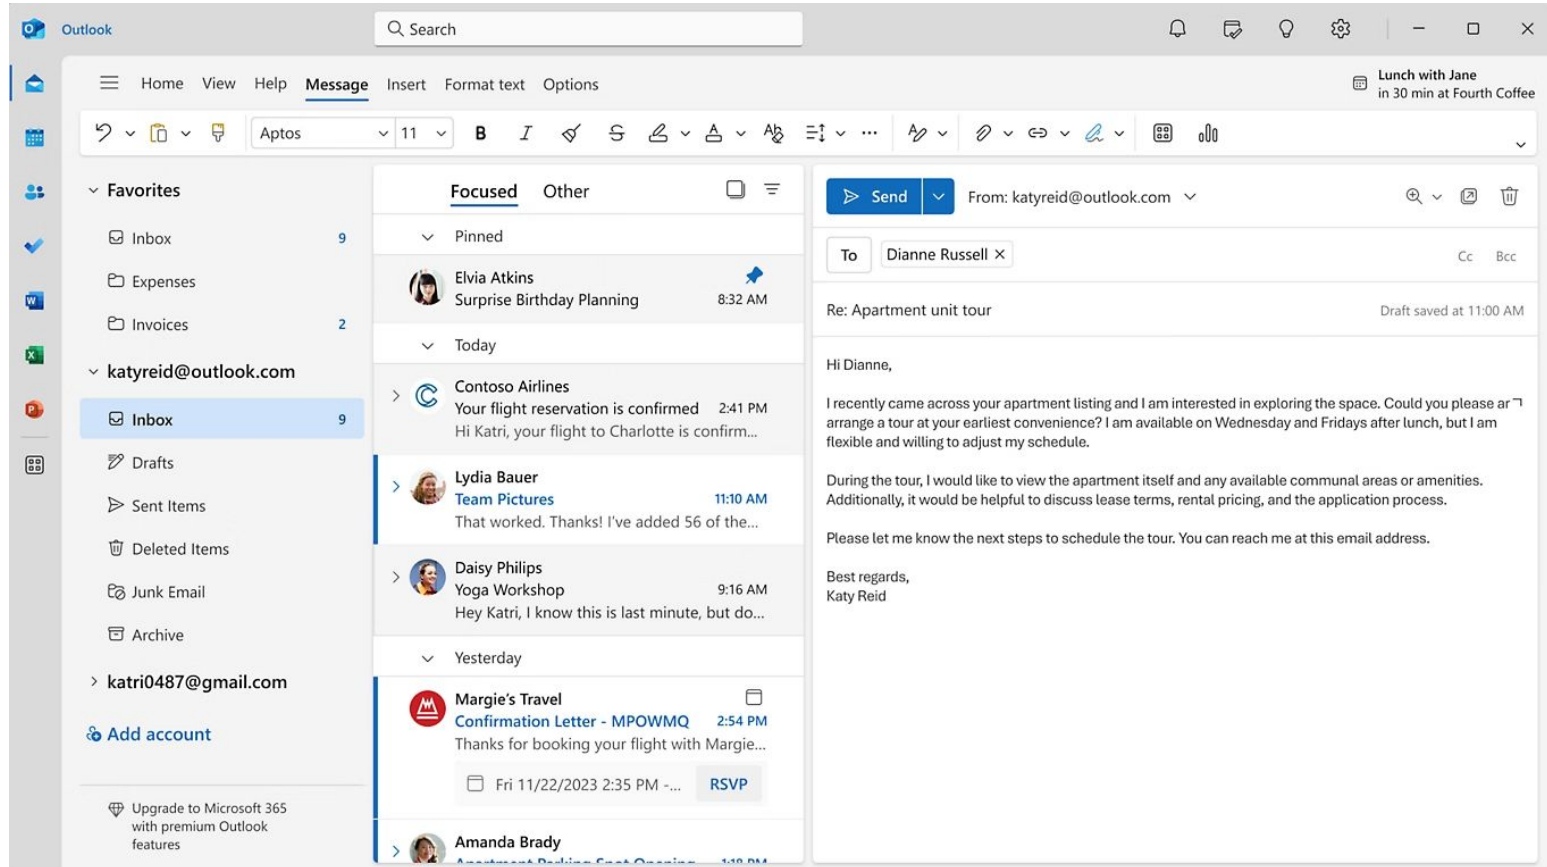 Outlook
Search
Home View Help Message Insert Format text Options
Lunch with Jane
in 30 min at Fourth Coffee
Aptos 11 B I
Favorites
Inbox 9
Expenses
Invoices 2
katyreid@outlook.com
Inbox 9
Drafts
Sent Items
Deleted Items
Junk Email
Archive
katri0487@gmail.com
Add account
Upgrade to Microsoft 365
with premium Outlook
features
Focused Other
Pinned
Elvia Atkins
Surprise Birthday Planning 8:32 AM
Today
Contoso Airlines
Your flight reservation is confirmed 2:41 PM
Hi Katri, your flight to Charlotte is confirm...
Lydia Bauer
Team Pictures 11:10 AM
That worked. Thanks! I've added 56 of the...
Daisy Philips
Yoga Workshop 9:16 AM
Hey Katri, I know this is last minute, but do...
Yesterday
Margie's Travel
Confirmation Letter - MPOWMQ 2:54 PM
Thanks for booking your flight with Margie...
Fri 11/22/2023 2:35 PM -... RSVP
Amanda Brady
Apartment Parking Spot Opening 1:18 PM
Send From: katyreid@outlook.com
To Dianne Russell Cc Bcc
Re: Apartment unit tour Draft saved at 11:00 AM
Hi Dianne,
I recently came across your apartment listing and I am interested in exploring the space. Could you please ar
arrange a tour at your earliest convenience? I am available on Wednesday and Fridays after lunch, but I am
flexible and willing to adjust my schedule.
During the tour, I would like to view the apartment itself and any available communal areas or amenities.
Additionally, it would be helpful to discuss lease terms, rental pricing, and the application process.
Please let me know the next steps to schedule the tour. You can reach me at this email address.
Best regards,
Katy Reid